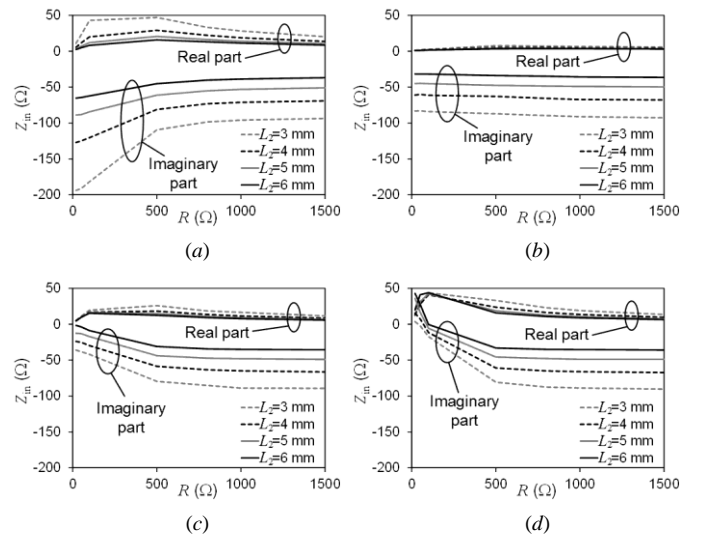 50
0
-50
-100
-150
-200
Z_in (Ω)
Real part
Imaginary
part
L₂=3 mm
L₂=4 mm
L₂=5 mm
L₂=6 mm
0 500 1000 1500
R (Ω)
(a)
50
0
-50
-100
-150
-200
Z_in (Ω)
Real part
Imaginary
part
L₂=3 mm
L₂=4 mm
L₂=5 mm
L₂=6 mm
0 500 1000 1500
R (Ω)
(b)
50
0
-50
-100
-150
-200
Z_in (Ω)
Real part
Imaginary
part
L₂=3 mm
L₂=4 mm
L₂=5 mm
L₂=6 mm
0 500 1000 1500
R (Ω)
(c)
50
0
-50
-100
-150
-200
Z_in (Ω)
Real part
Imaginary
part
L₂=3 mm
L₂=4 mm
L₂=5 mm
L₂=6 mm
0 500 1000 1500
R (Ω)
(d)